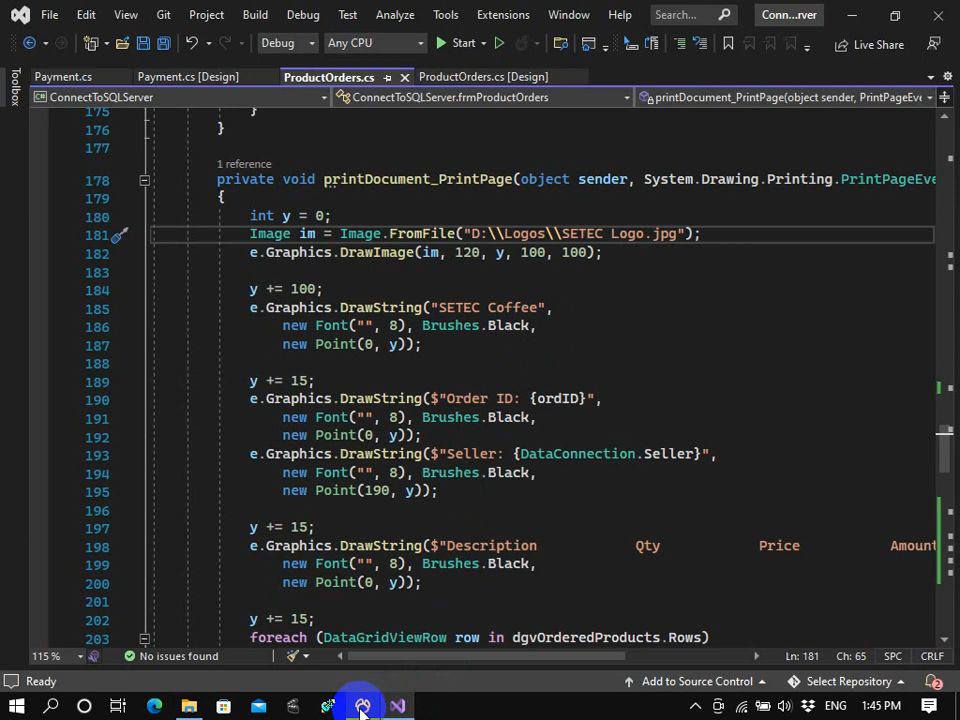 File Edit View Git Project Build Debug Test Analyze Tools Extensions Window Help Search... Conn...rver
Debug Any CPU Start Live Share
Payment.cs Payment.cs [Design] ProductOrders.cs ProductOrders.cs [Design]
Toolbox
ConnectToSQLServer ConnectToSQLServer.frmProductOrders printDocument_PrintPage(object sender, PrintPageEve
175 }
176 }
177
1 reference
178 private void printDocument_PrintPage(object sender, System.Drawing.Printing.PrintPageEv
179 {
180 int y = 0;
181 Image im = Image.FromFile("D:\\Logos\\SETEC Logo.jpg");
182 e.Graphics.DrawImage(im, 120, y, 100, 100);
183
184 y += 100;
185 e.Graphics.DrawString("SETEC Coffee",
186 new Font("", 8), Brushes.Black,
187 new Point(0, y));
188
189 y += 15;
190 e.Graphics.DrawString($"Order ID: {ordID}",
191 new Font("", 8), Brushes.Black,
192 new Point(0, y));
193 e.Graphics.DrawString($"Seller: {DataConnection.Seller}",
194 new Font("", 8), Brushes.Black,
195 new Point(190, y));
196
197 y += 15;
198 e.Graphics.DrawString($"Description Qty Price Amount
199 new Font("", 8), Brushes.Black,
200 new Point(0, y));
201
202 y += 15;
203 foreach (DataGridViewRow row in dgvOrderedProducts.Rows)
115 % No issues found Ln: 181 Ch: 65 SPC CRLF
Ready Add to Source Control Select Repository 2
ENG 1:45 PM